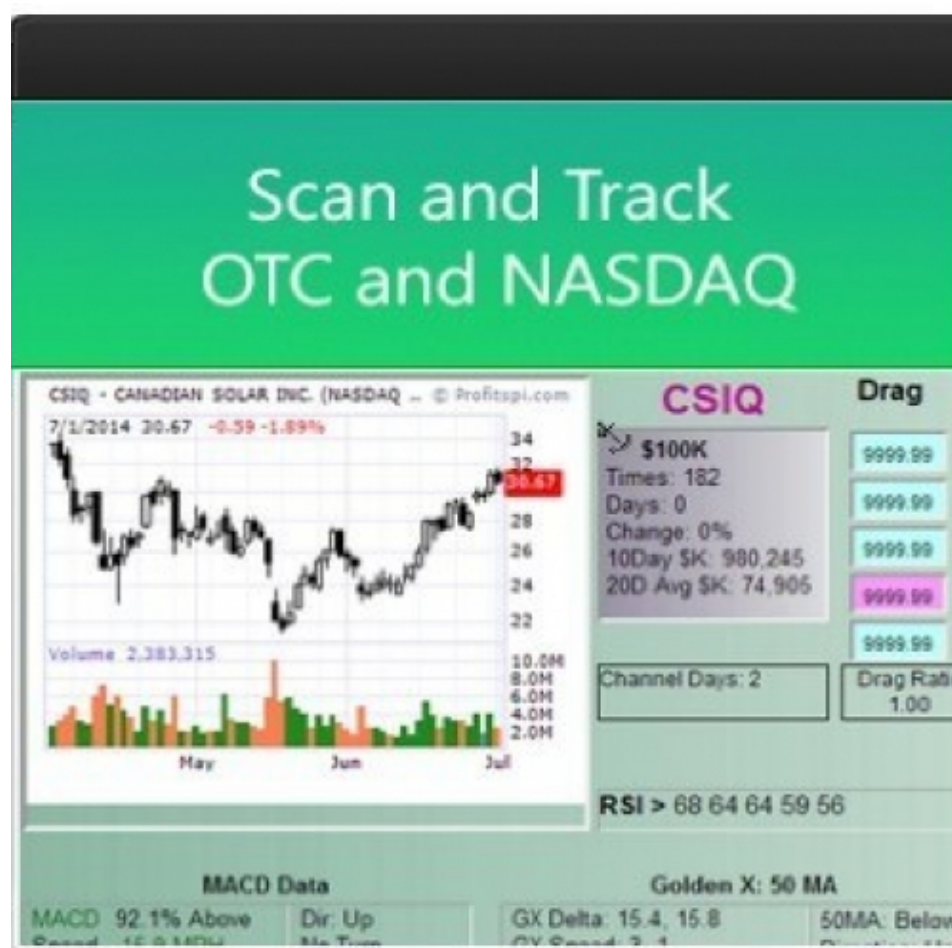 Scan and Track
OTC and NASDAQ
CSIQ - CANADIAN SOLAR INC. (NASDAQ .. © Profitspi.com
7/1/2014 30.67 -0.59 -1.89%
34
32
30.67
28
26
24
22
Volume 2,383,315
10.0M
8.0M
6.0M
4.0M
2.0M
May Jun Jul
CSIQ
$100K
Times: 182
Days: 0
Change: 0%
10Day $K: 980,245
20D Avg $K: 74,905
Channel Days: 2
Drag
9999.99
9999.99
9999.99
9999.99
9999.99
Drag Rati
1.00
RSI > 68 64 64 59 56
MACD Data
MACD 92.1% Above Dir: Up
Golden X: 50 MA
GX Delta: 15.4, 15.8 50MA: Below